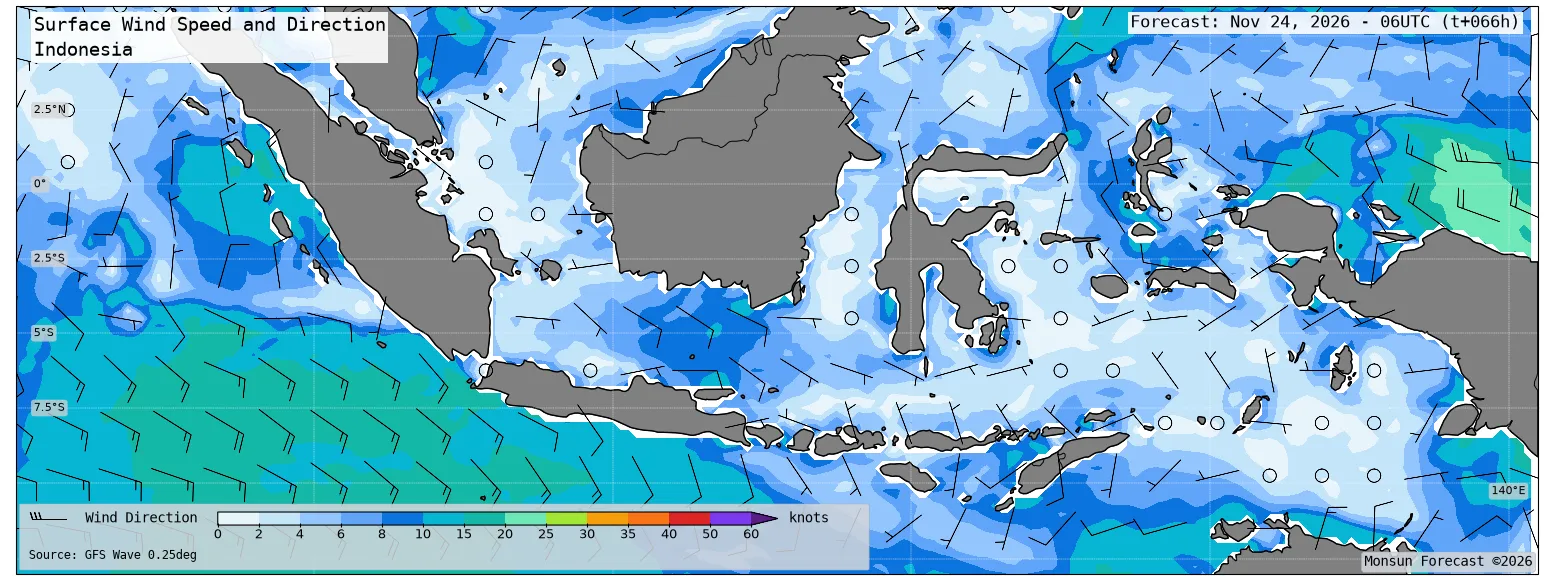 Surface Wind Speed and Direction
Indonesia
Forecast: Nov 24, 2026 - 06UTC (t+066h)
2.5°N
0°
2.5°S
5°S
7.5°S
140°E
Wind Direction
0 2 4 6 8 10 15 20 25 30 35 40 50 60
knots
Source: GFS Wave 0.25deg
Monsun Forecast ©2026